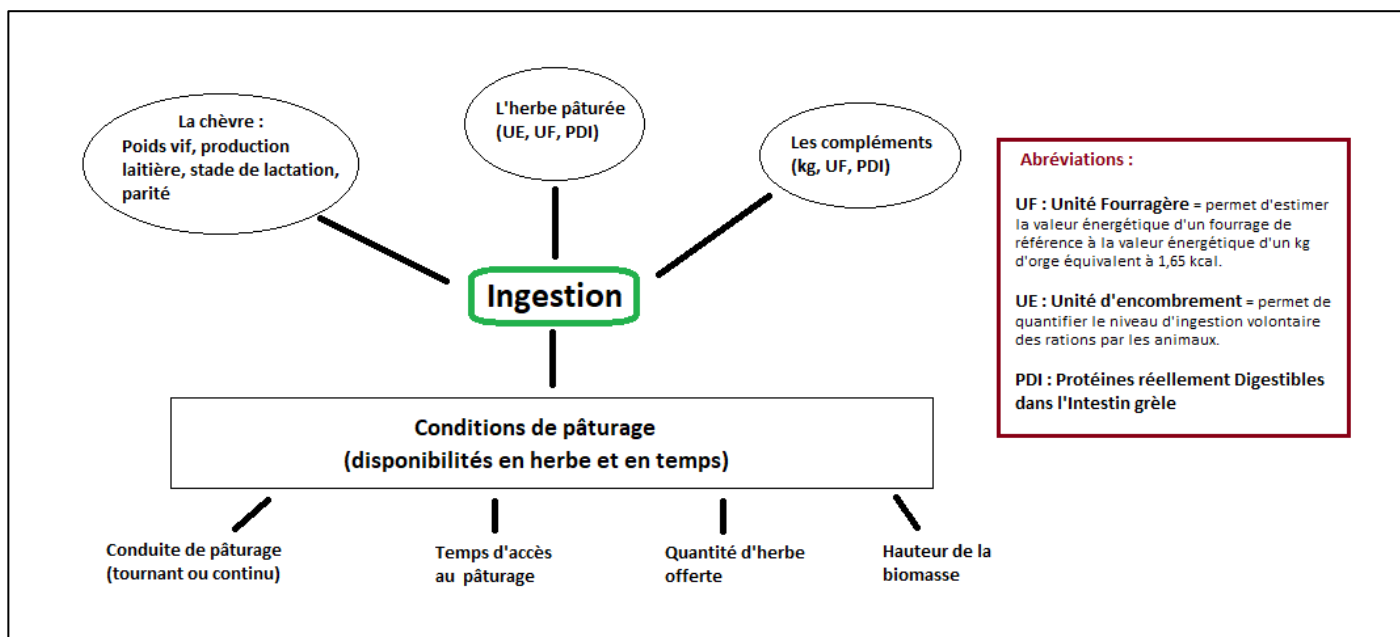 La chèvre :
Poids vif, production
laitière, stade de lactation,
parité
L'herbe pâturée
(UE, UF, PDI)
Les compléments
(kg, UF, PDI)
Ingestion
Conditions de pâturage
(disponibilités en herbe et en temps)
Conduite de pâturage
(tournant ou continu)
Temps d'accès
au pâturage
Quantité d'herbe
offerte
Hauteur de la
biomasse
Abréviations :
UF : Unité Fourragère = permet d'estimer
la valeur énergétique d'un fourrage de
référence à la valeur énergétique d'un kg
d'orge équivalent à 1,65 kcal.
UE : Unité d'encombrement = permet de
quantifier le niveau d'ingestion volontaire
des rations par les animaux.
PDI : Protéines réellement Digestibles
dans l'Intestin grèle